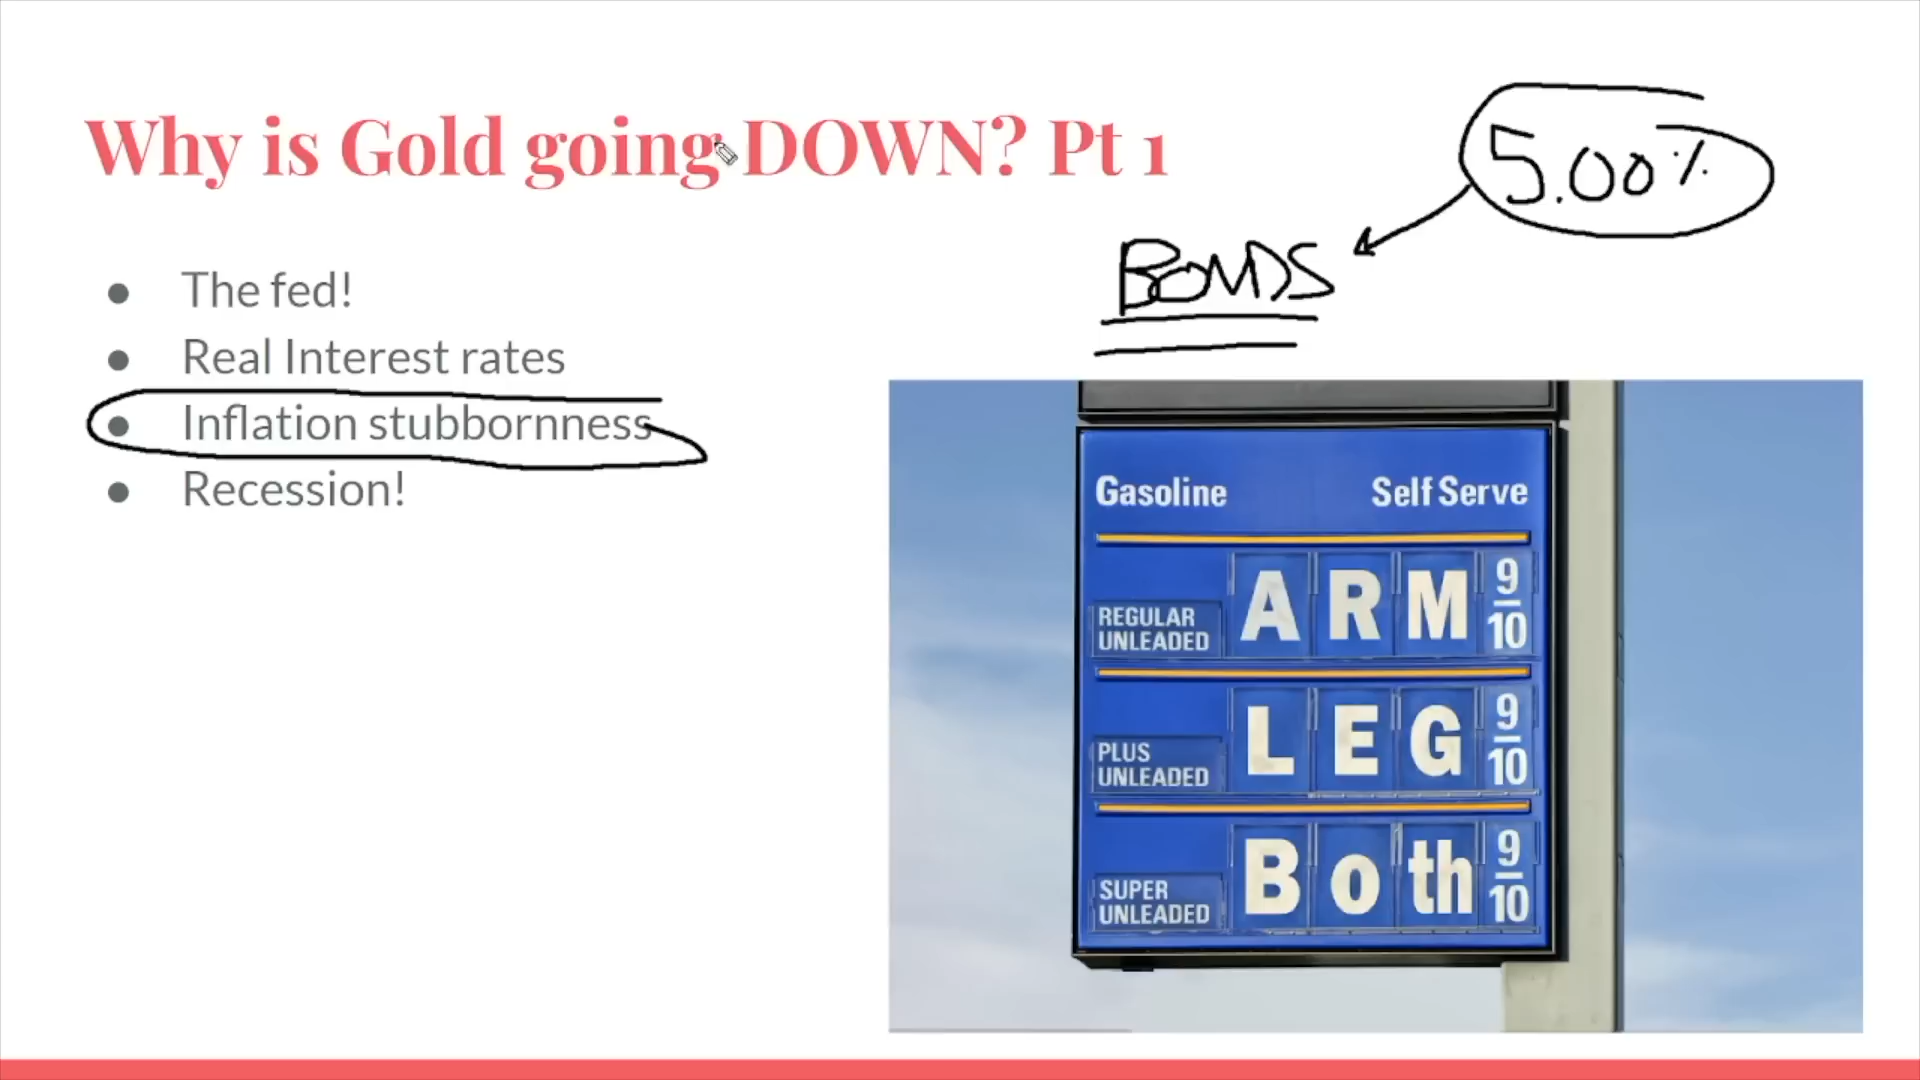 Why is Gold going DOWN? Pt 1
5.00%
BONDS
The fed!
Real Interest rates
Inflation stubbornness
Recession!
Gasoline Self Serve
REGULAR UNLEADED ARM 9/10
PLUS UNLEADED LEG 9/10
SUPER UNLEADED Both 9/10